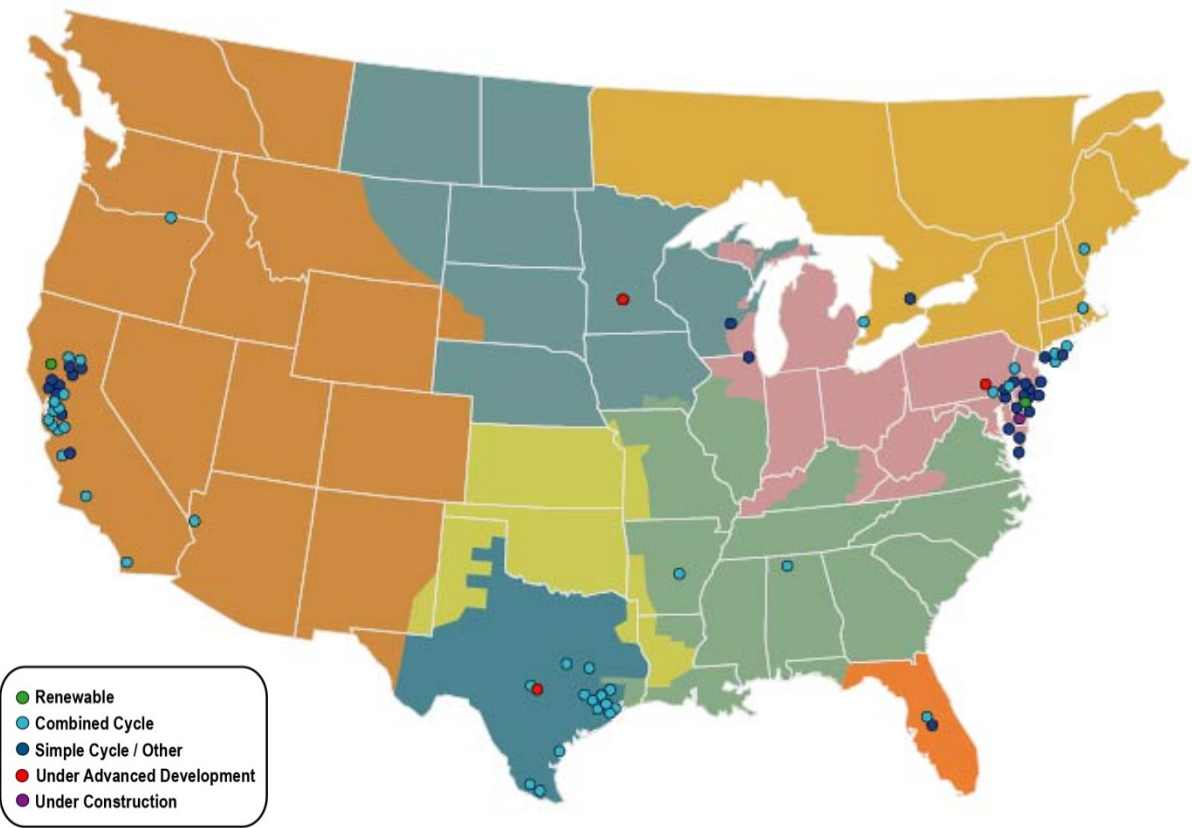 Renewable
Combined Cycle
Simple Cycle / Other
Under Advanced Development
Under Construction